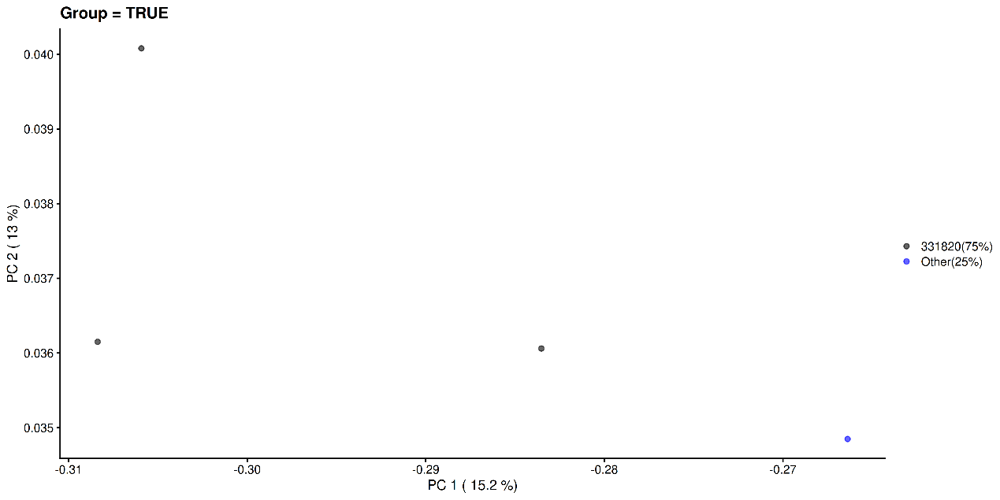 Group = TRUE
0.040
0.039
0.038
0.037
0.036
0.035
PC 2 ( 13 %)
-0.31 -0.30 -0.29 -0.28 -0.27
PC 1 ( 15.2 %)
331820(75%)
Other(25%)